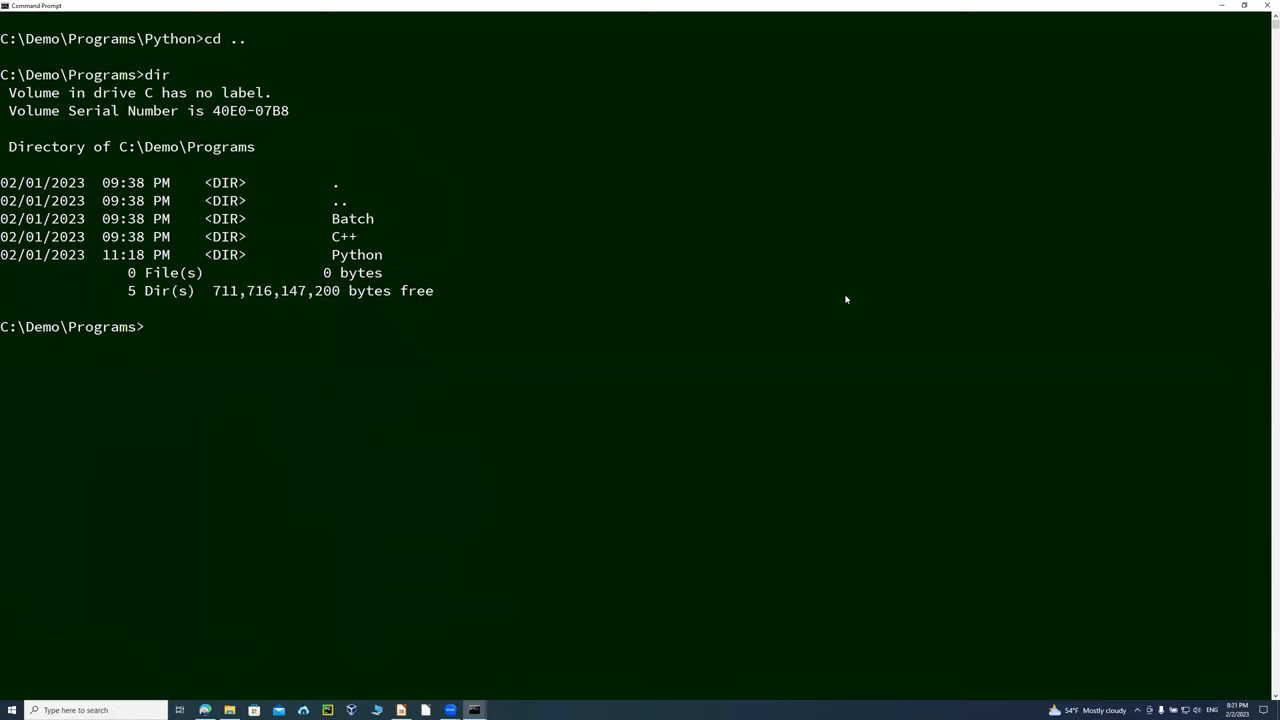 Command Prompt
C:\Demo\Programs\Python>cd ..
C:\Demo\Programs>dir
Volume in drive C has no label.
Volume Serial Number is 40E0-07B8
Directory of C:\Demo\Programs
02/01/2023  09:38 PM    <DIR>          .
02/01/2023  09:38 PM    <DIR>          ..
02/01/2023  09:38 PM    <DIR>          Batch
02/01/2023  09:38 PM    <DIR>          C++
02/01/2023  11:18 PM    <DIR>          Python
0 File(s)              0 bytes
5 Dir(s)  711,716,147,200 bytes free
C:\Demo\Programs>
Type here to search
54°F Mostly cloudy
ENG
8:21 PM
2/2/2023